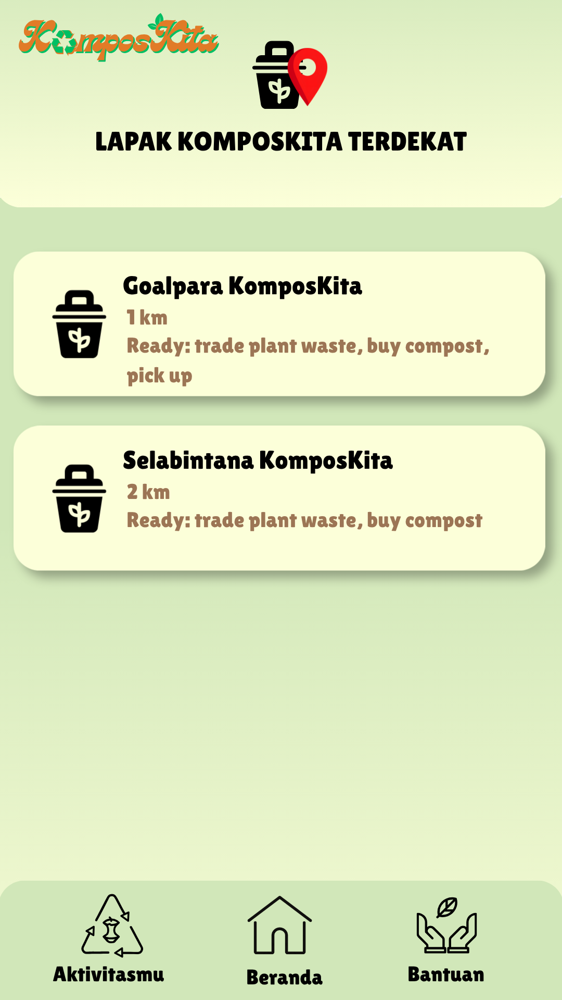 KomposKita
LAPAK KOMPOSKITA TERDEKAT
Goalpara KomposKita
1 km
Ready: trade plant waste, buy compost,
pick up
Selabintana KomposKita
2 km
Ready: trade plant waste, buy compost
Aktivitasmu
Beranda
Bantuan